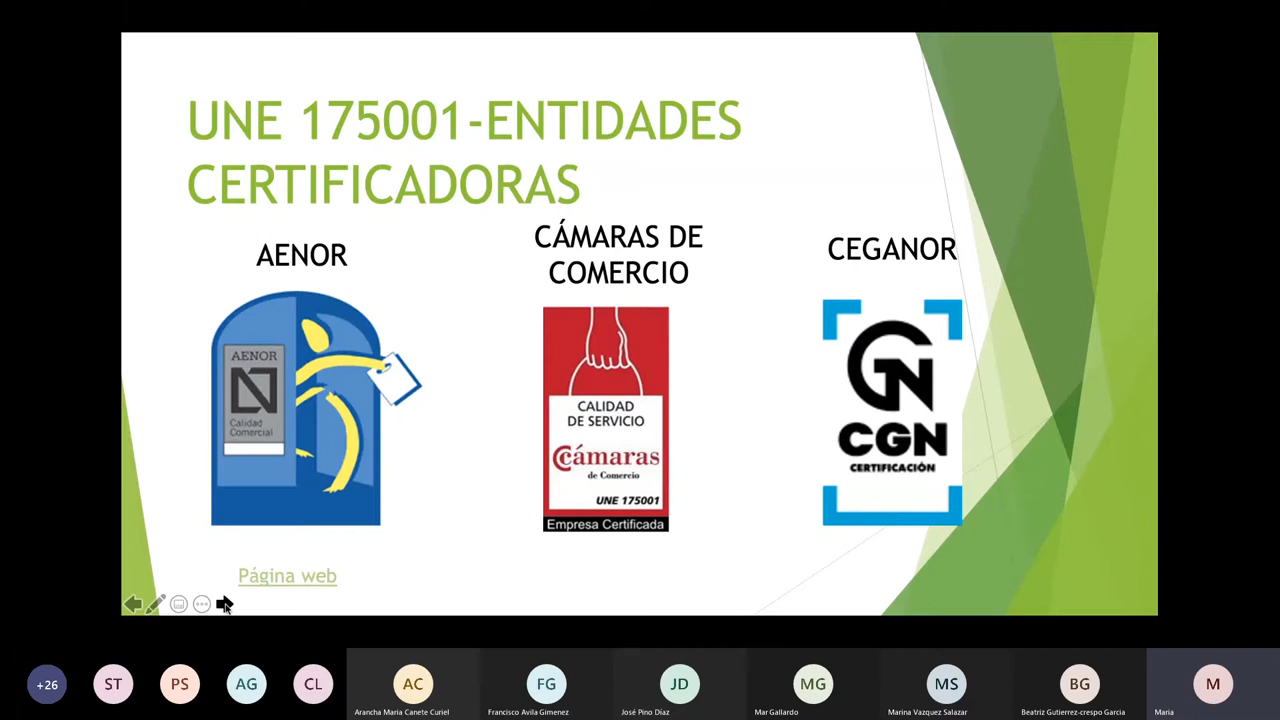 UNE 175001-ENTIDADES
CERTIFICADORAS
AENOR
CÁMARAS DE
COMERCIO
CEGANOR
AENOR
Calidad
Comercial
CALIDAD
DE SERVICIO
Cámaras
de Comercio
UNE 175001
Empresa Certificada
GN
CGN
CERTIFICACIÓN
Página web
+26
ST
PS
AG
CL
AC
Arancha Maria Canete Curiel
FG
Francisco Avila Gimenez
JD
José Pino Díaz
MG
Mar Gallardo
MS
Marina Vazquez Salazar
BG
Beatriz Gutierrez-crespo Garcia
M
Maria